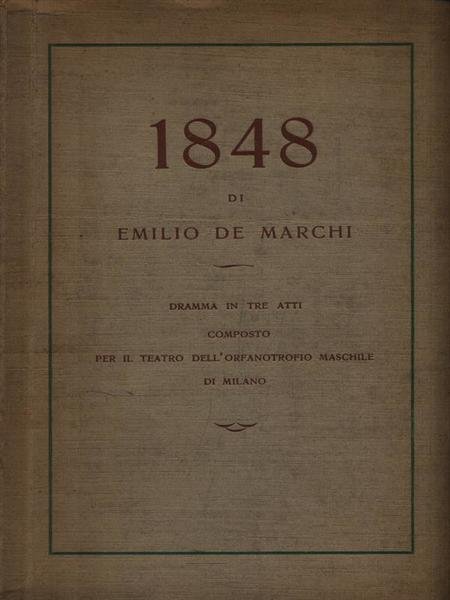 1848
DI
EMILIO DE MARCHI
DRAMMA IN TRE ATTI
COMPOSTO
PER IL TEATRO DELL'ORFANOTROFIO MASCHILE
DI MILANO